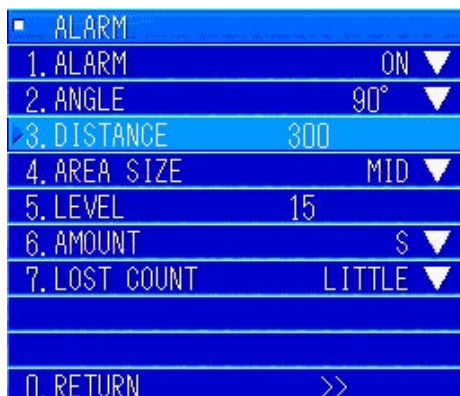 ALARM
1. ALARM ON
2. ANGLE 90°
3. DISTANCE 300
4. AREA SIZE MID
5. LEVEL 15
6. AMOUNT S
7. LOST COUNT LITTLE
0. RETURN >>